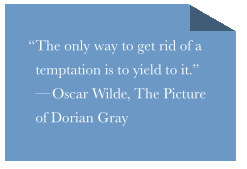 “The only way to get rid of a
temptation is to yield to it.”
—Oscar Wilde, The Picture
of Dorian Gray